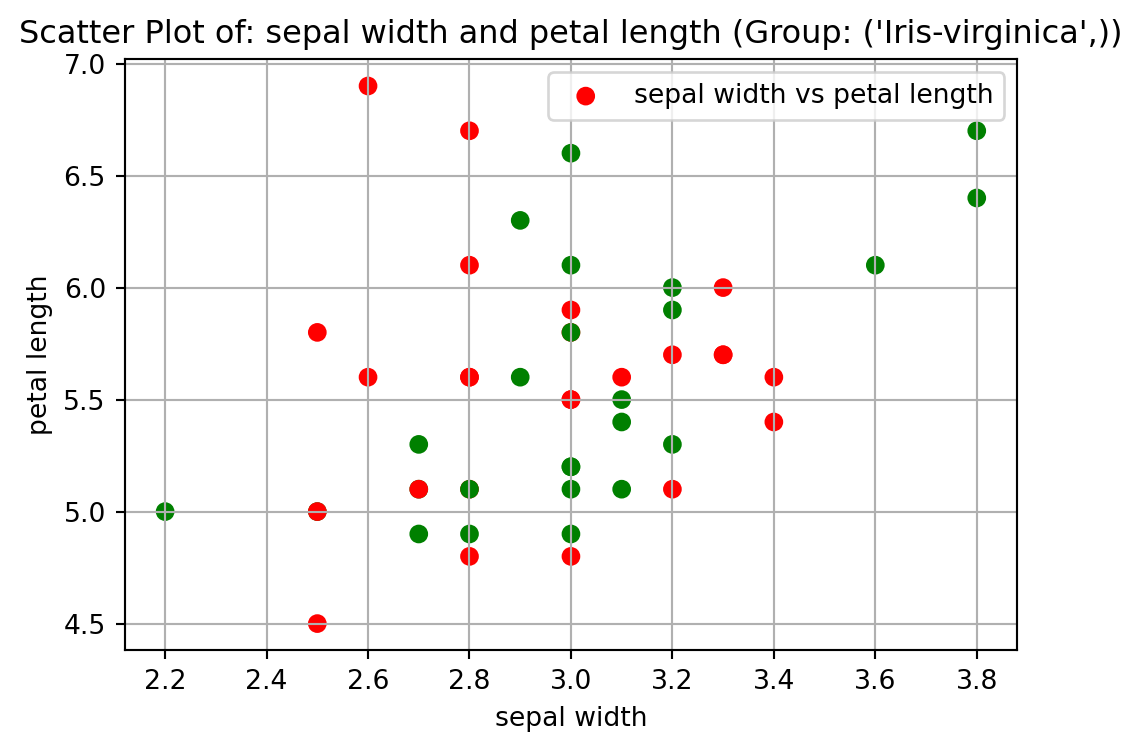 Scatter Plot of: sepal width and petal length (Group: ('Iris-virginica',))
sepal width vs petal length
petal length
7.0
6.5
6.0
5.5
5.0
4.5
2.2 2.4 2.6 2.8 3.0 3.2 3.4 3.6 3.8
sepal width